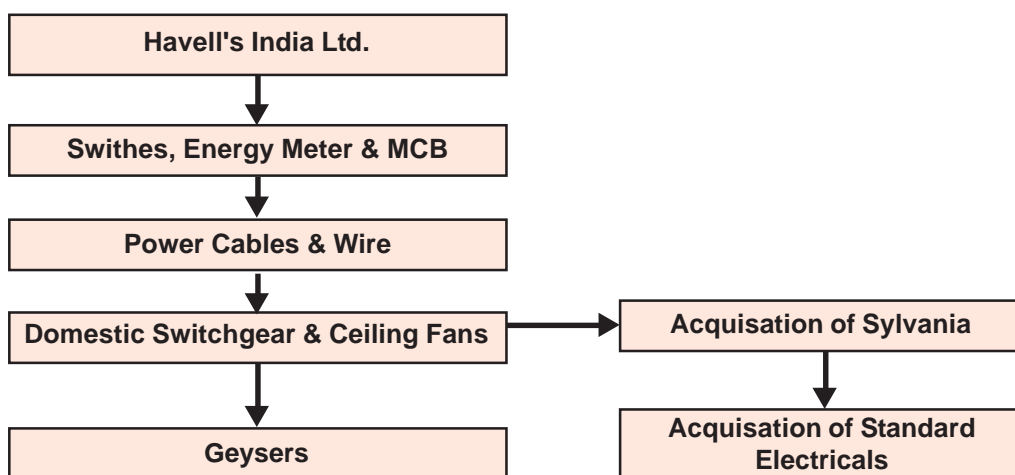 Havell's India Ltd.
Swithes, Energy Meter & MCB
Power Cables & Wire
Domestic Switchgear & Ceiling Fans
Acquisation of Sylvania
Geysers
Acquisation of Standard
Electricals